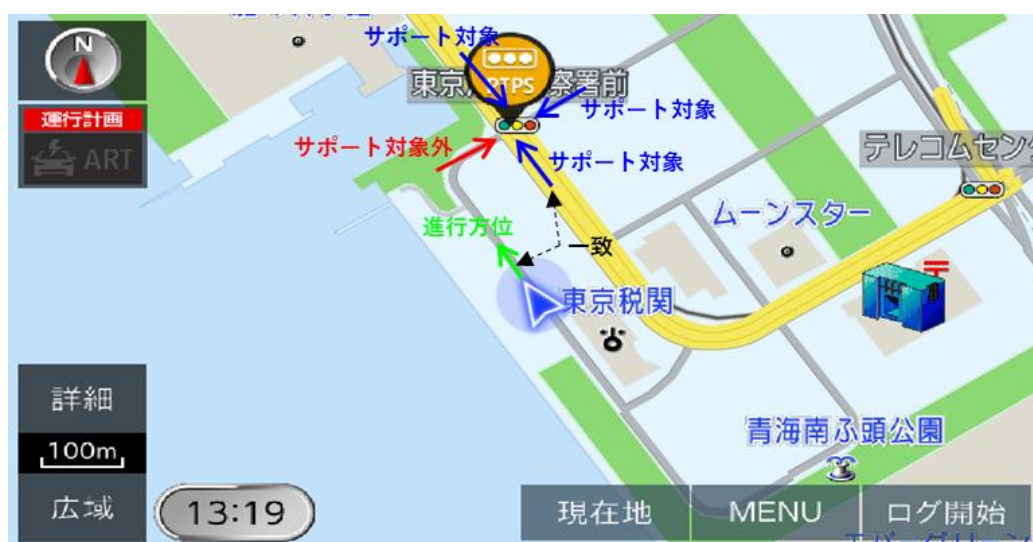 N
サポート対象
東京
PTPS
察署前
運行計画
ART
サポート対象
サポート対象外
サポート対象
テレコムセン
進行方位
ムーンスター
一致
東京税関
詳細
100m
青海南ふ頭公園
広域
13:19
現在地
MENU
ログ開始